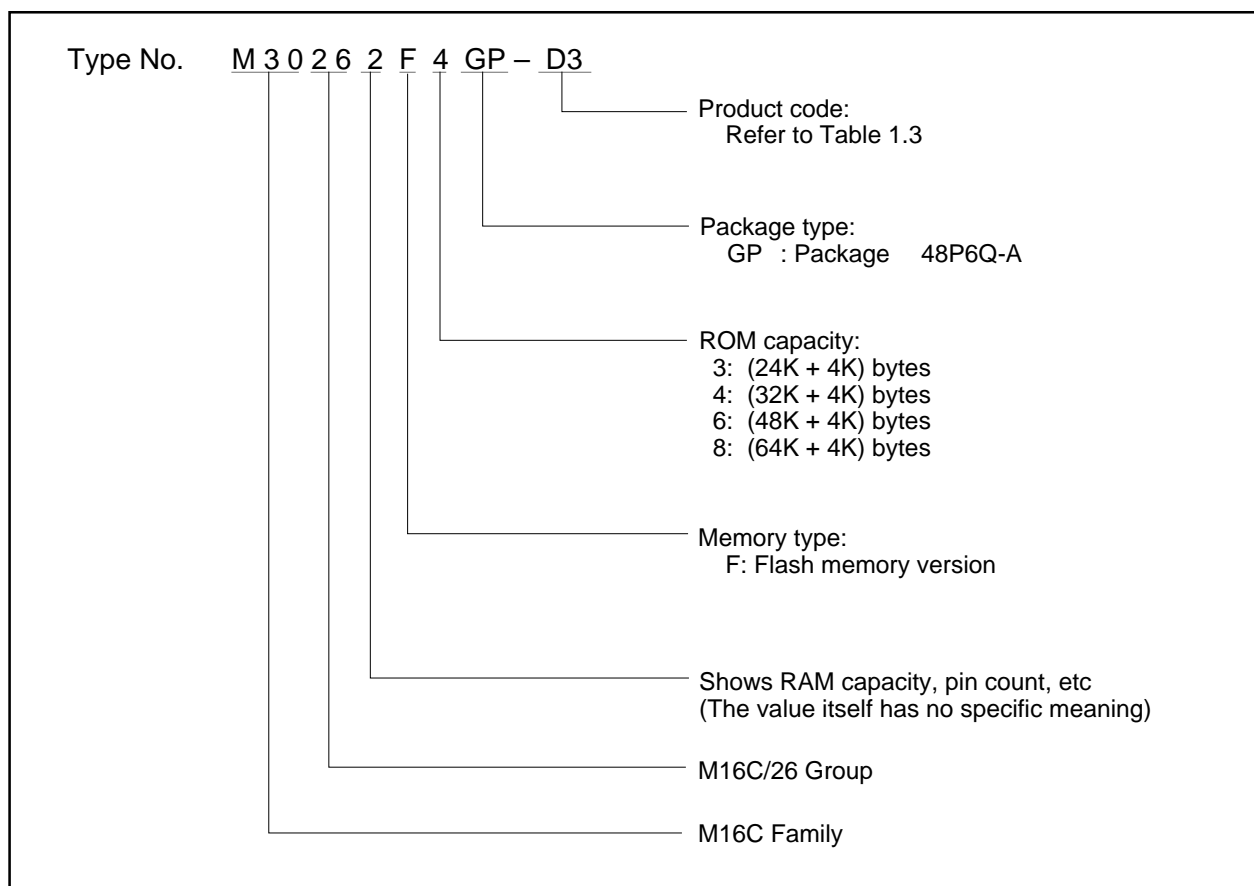 Type No. M 3 0 2 6 2 F 4 GP – D3
Product code:
Refer to Table 1.3
Package type:
GP : Package 48P6Q-A
ROM capacity:
3: (24K + 4K) bytes
4: (32K + 4K) bytes
6: (48K + 4K) bytes
8: (64K + 4K) bytes
Memory type:
F: Flash memory version
Shows RAM capacity, pin count, etc
(The value itself has no specific meaning)
M16C/26 Group
M16C Family